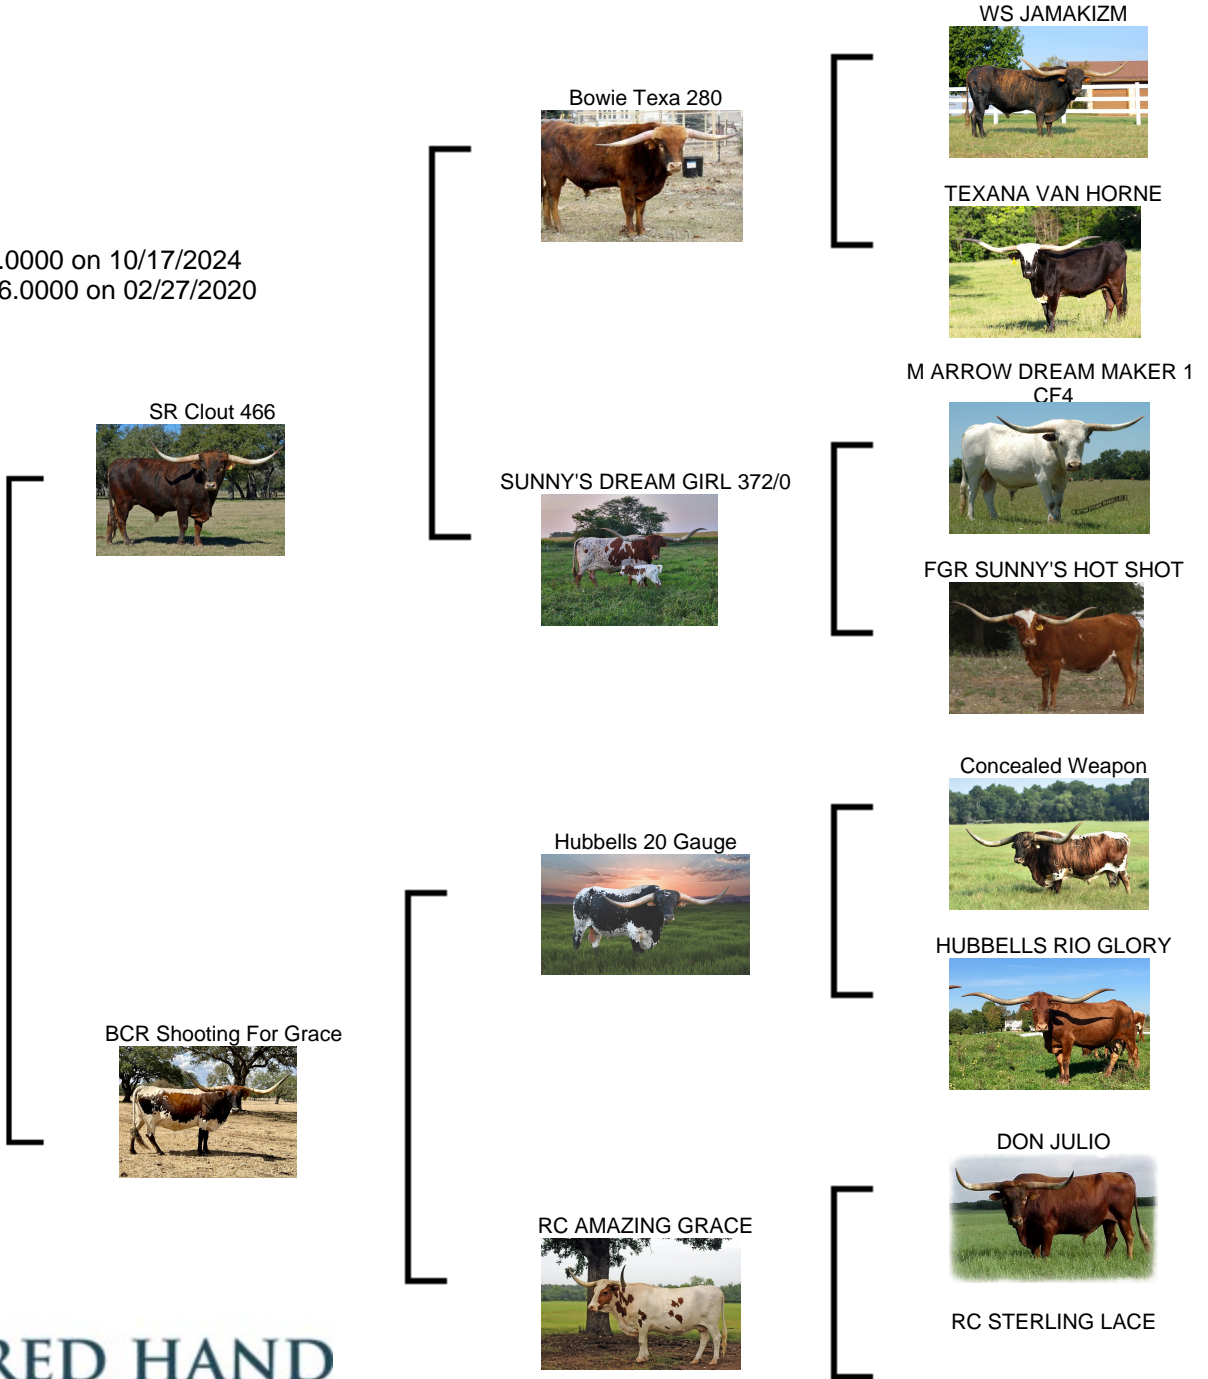 WS JAMAKIZM
Bowie Texa 280
TEXANA VAN HORNE
.0000 on 10/17/2024
6.0000 on 02/27/2020
M ARROW DREAM MAKER 1
CF4
SR Clout 466
SUNNY'S DREAM GIRL 372/0
FGR SUNNY'S HOT SHOT
Concealed Weapon
Hubbells 20 Gauge
HUBBELLS RIO GLORY
BCR Shooting For Grace
DON JULIO
RC AMAZING GRACE
RC STERLING LACE
RED HAND